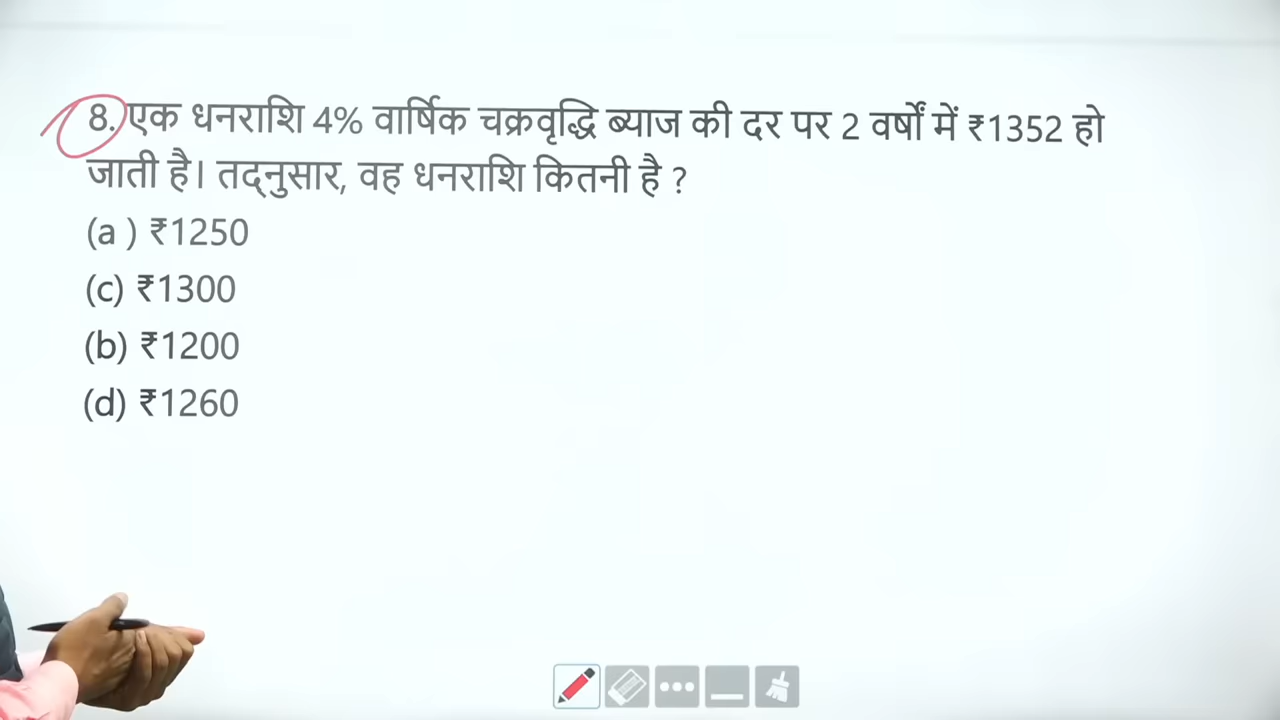 8. एक धनराशि 4% वार्षिक चक्रवृद्धि ब्याज की दर पर 2 वर्षों में ₹1352 हो
जाती है। तद्नुसार, वह धनराशि कितनी है ?
(a ) ₹1250
(c) ₹1300
(b) ₹1200
(d) ₹1260